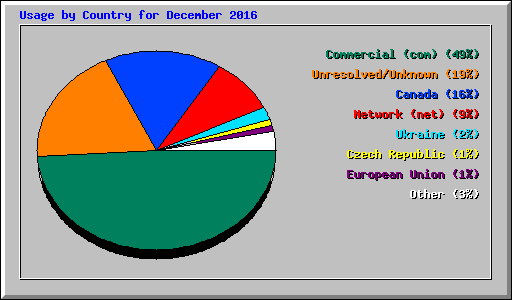 Usage by Country for December 2016
Commercial (com) (49%)
Unresolved/Unknown (19%)
Canada (16%)
Network (net) (9%)
Ukraine (2%)
Czech Republic (1%)
European Union (1%)
Other (3%)